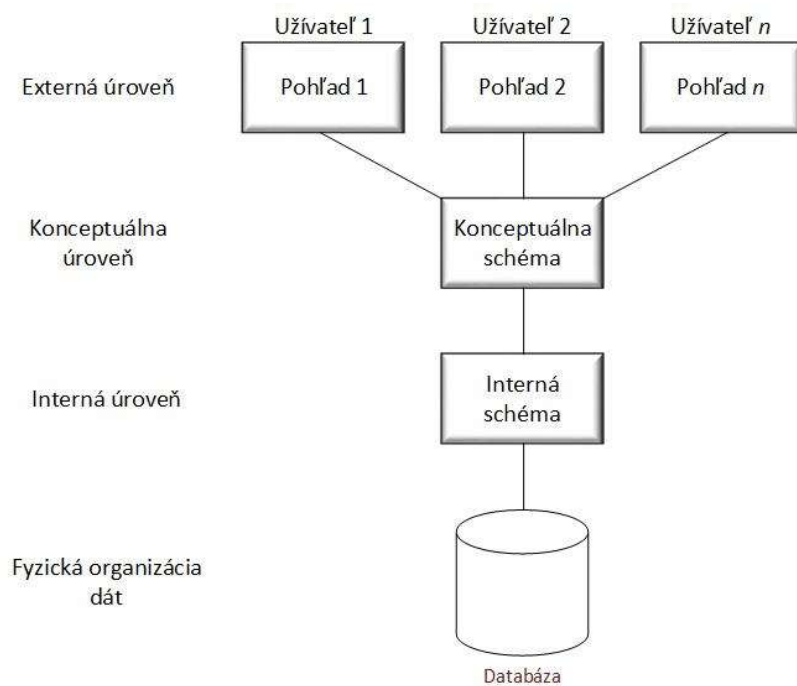 Užívateľ 1
Užívateľ 2
Užívateľ n
Externá úroveň
Pohľad 1
Pohľad 2
Pohľad n
Konceptuálna
úroveň
Konceptuálna
schéma
Interná úroveň
Interná
schéma
Fyzická organizácia
dát
Databáza